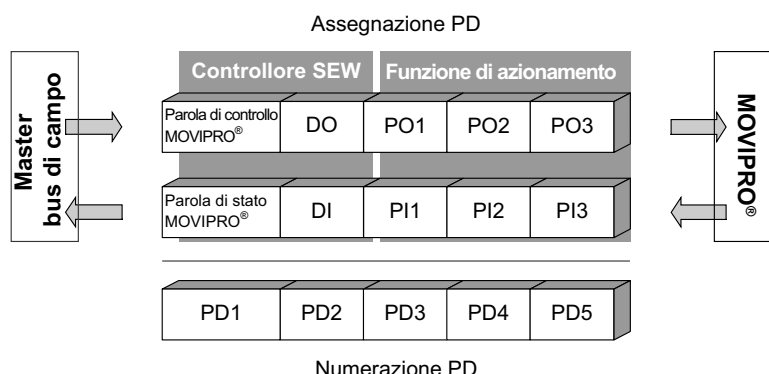 Assegnazione PD
Controllore SEW
Funzione di azionamento
Master
bus di campo
Parola di controllo
MOVIPRO®
DO
PO1
PO2
PO3
MOVIPRO®
Parola di stato
MOVIPRO®
DI
PI1
PI2
PI3
PD1
PD2
PD3
PD4
PD5
Numerazione PD